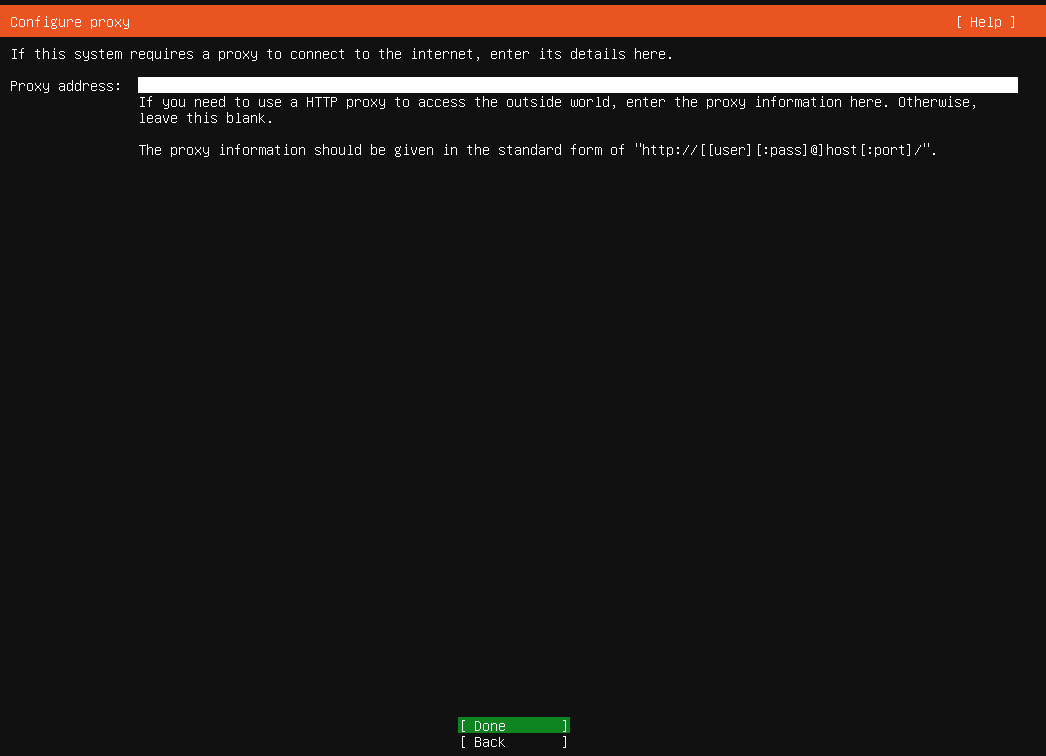 Configure proxy [ Help ]
If this system requires a proxy to connect to the internet, enter its details here.
Proxy address:
If you need to use a HTTP proxy to access the outside world, enter the proxy information here. Otherwise,
leave this blank.
The proxy information should be given in the standard form of "http://[[user][:pass]@]host[:port]/".
[ Done ]
[ Back ]